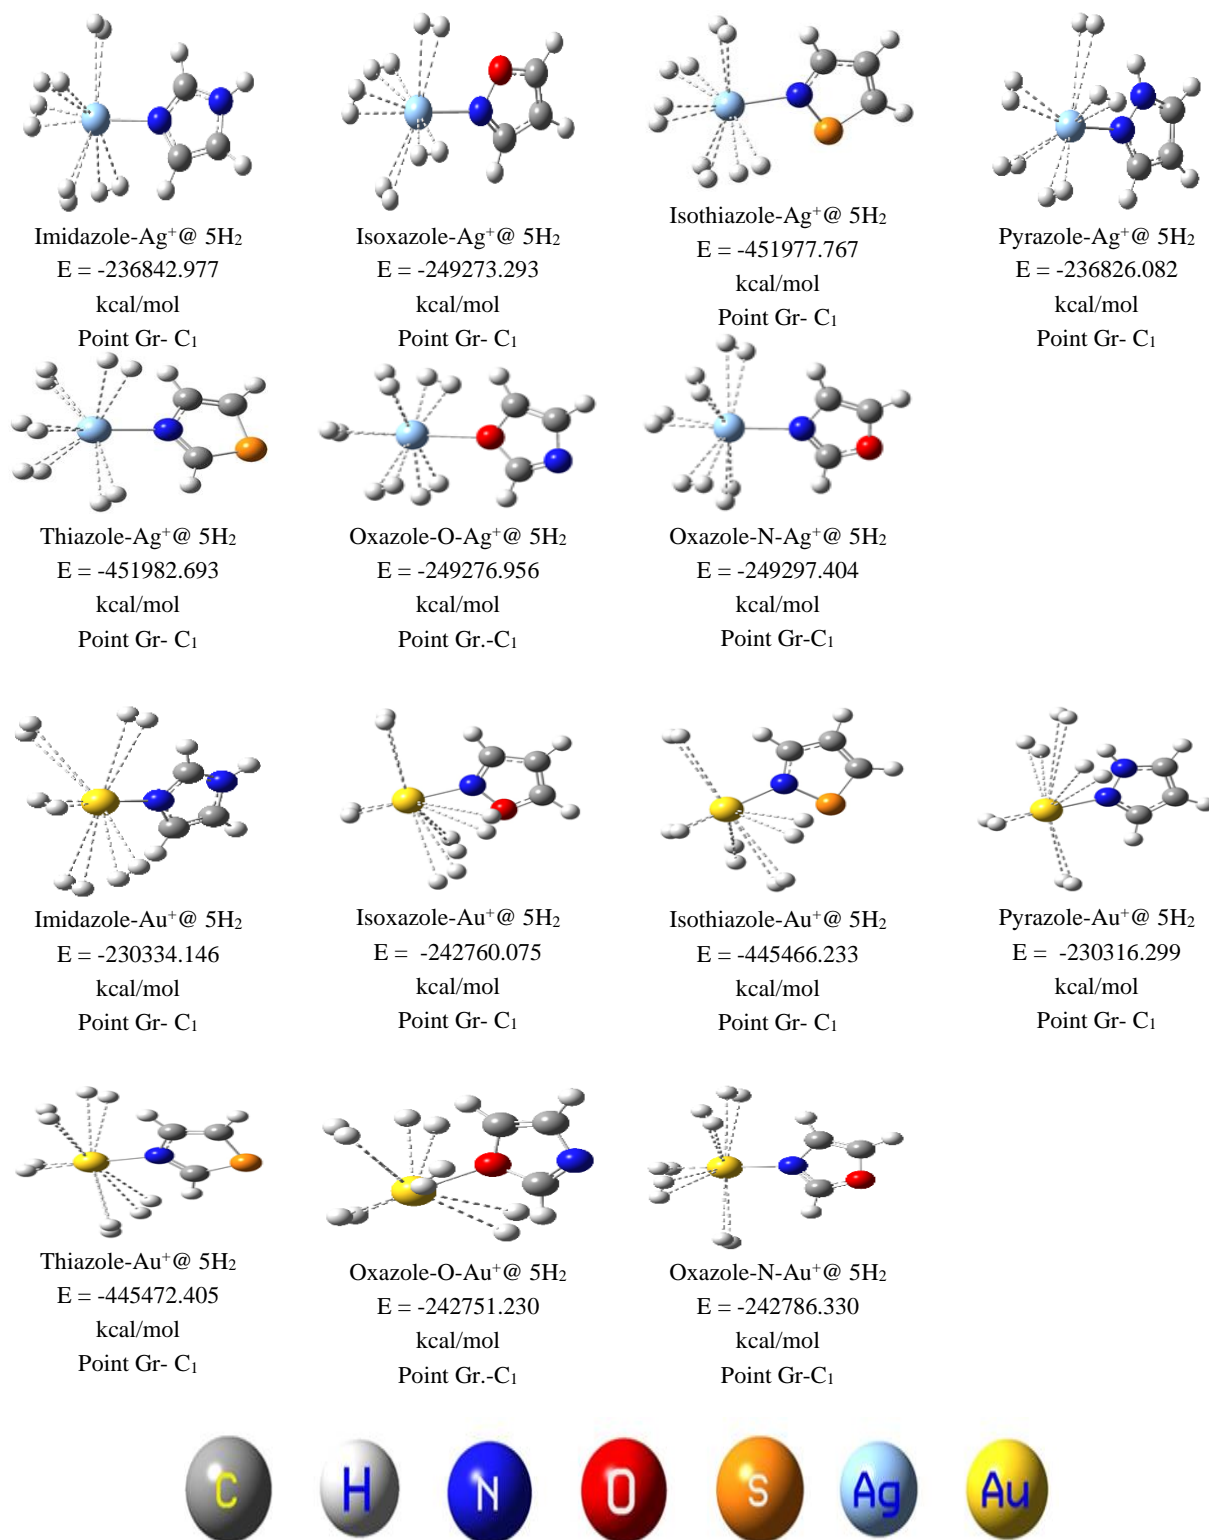 Imidazole-Ag⁺@ 5H₂
E = -236842.977
kcal/mol
Point Gr- C₁
Isoxazole-Ag⁺@ 5H₂
E = -249273.293
kcal/mol
Point Gr- C₁
Isothiazole-Ag⁺@ 5H₂
E = -451977.767
kcal/mol
Point Gr- C₁
Pyrazole-Ag⁺@ 5H₂
E = -236826.082
kcal/mol
Point Gr- C₁
Thiazole-Ag⁺@ 5H₂
E = -451982.693
kcal/mol
Point Gr- C₁
Oxazole-O-Ag⁺@ 5H₂
E = -249276.956
kcal/mol
Point Gr.-C₁
Oxazole-N-Ag⁺@ 5H₂
E = -249297.404
kcal/mol
Point Gr-C₁
Imidazole-Au⁺@ 5H₂
E = -230334.146
kcal/mol
Point Gr- C₁
Isoxazole-Au⁺@ 5H₂
E =  -242760.075
kcal/mol
Point Gr- C₁
Isothiazole-Au⁺@ 5H₂
E = -445466.233
kcal/mol
Point Gr- C₁
Pyrazole-Au⁺@ 5H₂
E =  -230316.299
kcal/mol
Point Gr- C₁
Thiazole-Au⁺@ 5H₂
E = -445472.405
kcal/mol
Point Gr- C₁
Oxazole-O-Au⁺@ 5H₂
E = -242751.230
kcal/mol
Point Gr.-C₁
Oxazole-N-Au⁺@ 5H₂
E = -242786.330
kcal/mol
Point Gr-C₁
C H N O S Ag Au